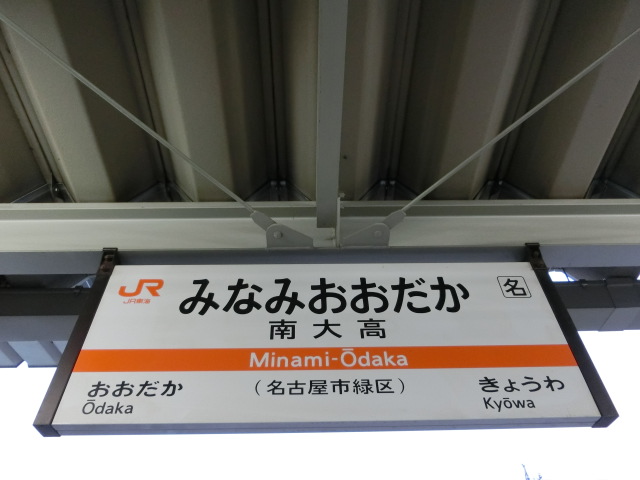 JR
JR東海
みなみおおだか
名
南大高
Minami-Ōdaka
おおだか
Ōdaka
(名古屋市緑区)
きょうわ
Kyōwa